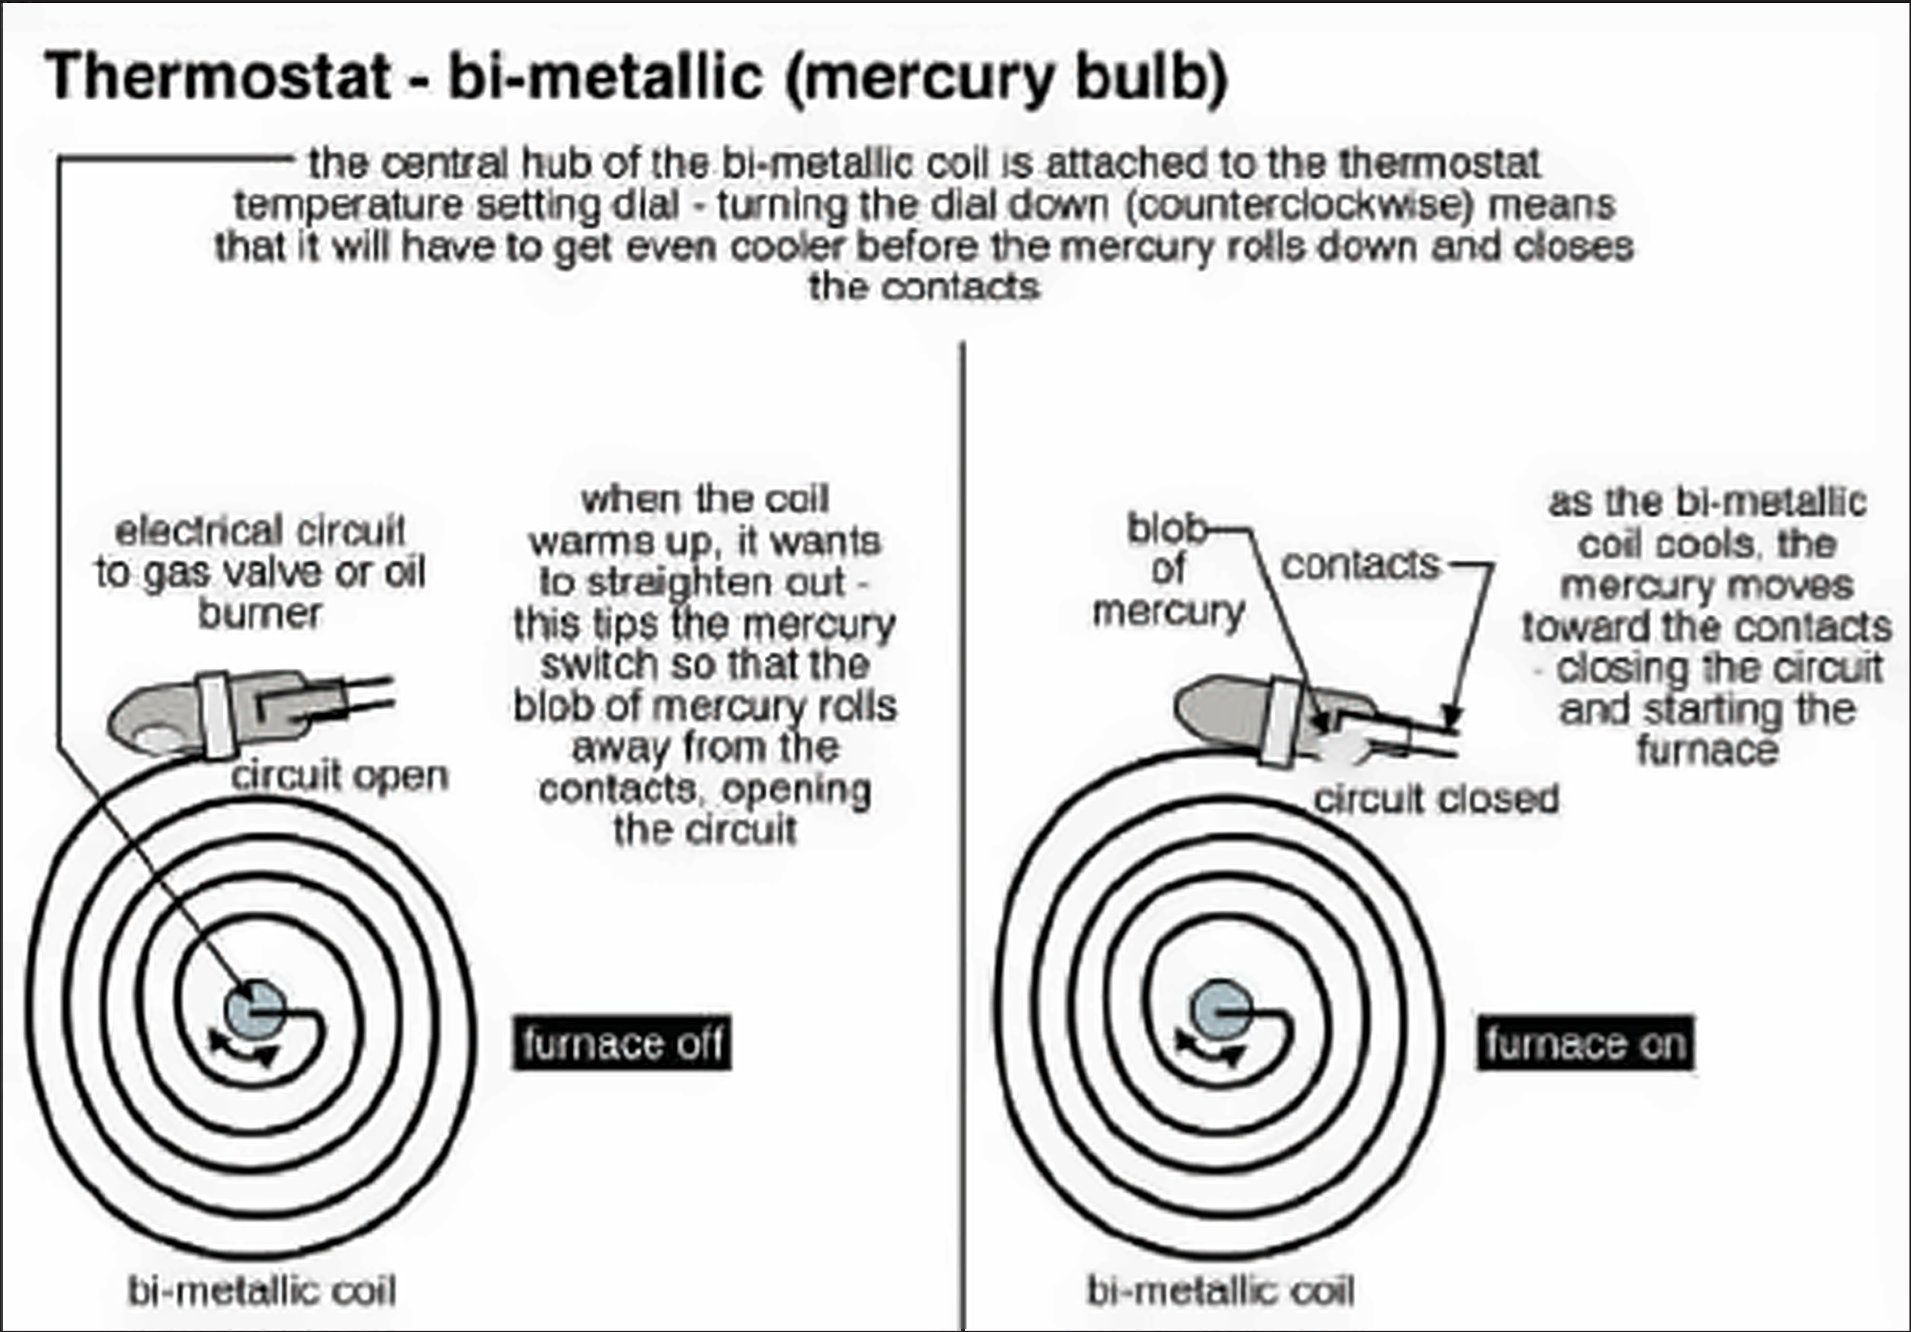 Thermostat - bi-metallic (mercury bulb)
the central hub of the bi-metallic coil is attached to the thermostat
temperature setting dial - turning the dial down (counterclockwise) means
that it will have to get even cooler before the mercury rolls down and closes
the contacts
electrical circuit
to gas valve or oil
burner
circuit open
when the coil
warms up, it wants
to straighten out -
this tips the mercury
switch so that the
blob of mercury rolls
away from the
contacts, opening
the circuit
furnace off
bi-metallic coil
blob
of
mercury
contacts
circuit closed
as the bi-metallic
coil cools, the
mercury moves
toward the contacts
- closing the circuit
and starting the
furnace
furnace on
bi-metallic coil